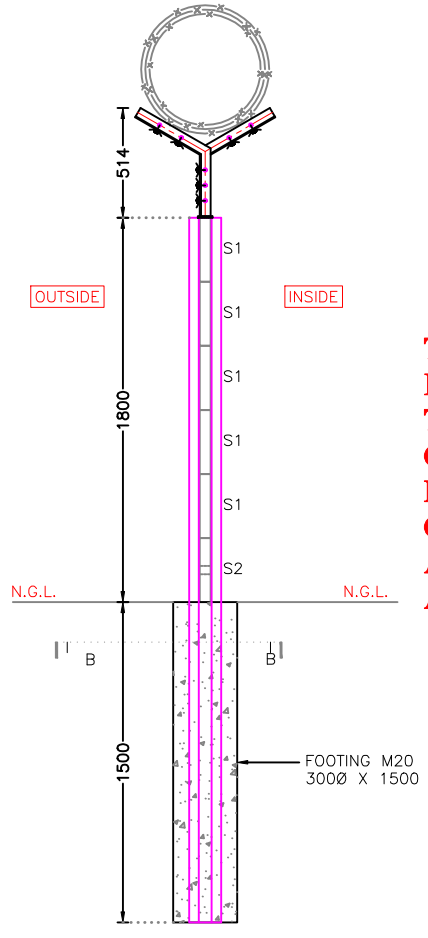 514
S1
OUTSIDE
INSIDE
S1
S1
1800
S1
S1
S2
N.G.L.
N.G.L.
B
B
1500
FOOTING M20
300Ø X 1500